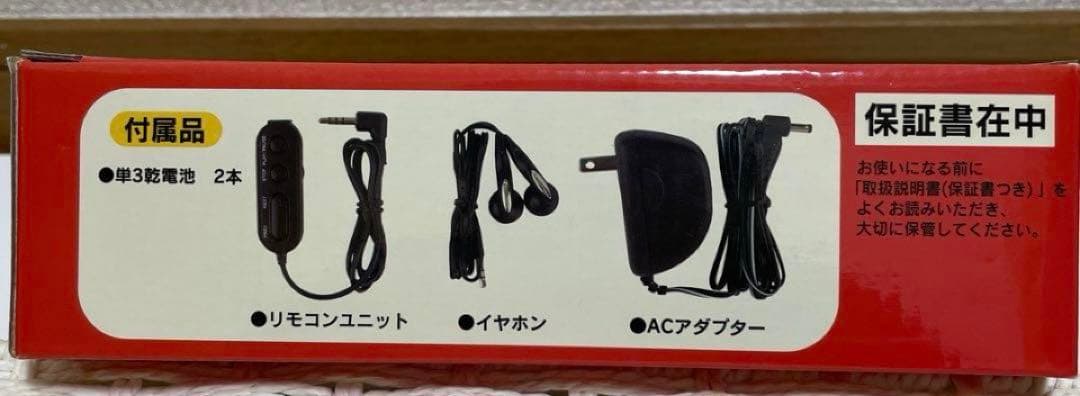 付属品
●単3乾電池 2本
●リモコンユニット
●イヤホン
●ACアダプター
保証書在中
お使いになる前に
「取扱説明書(保証書つき)」を
よくお読みいただき、
大切に保管してください。